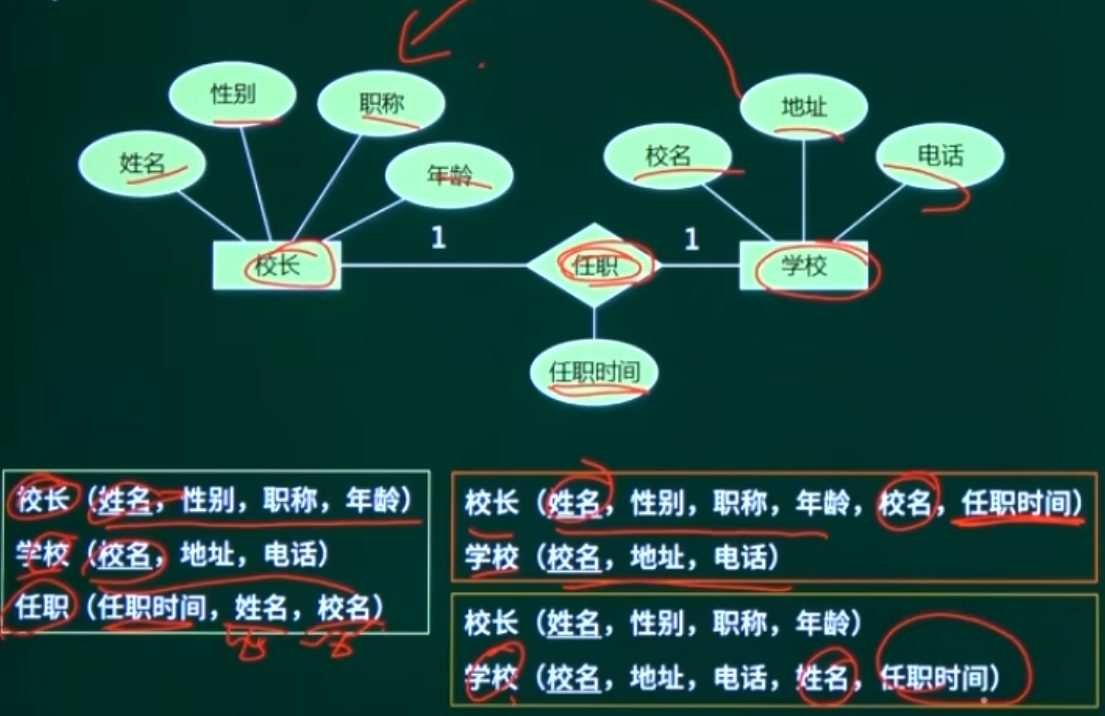 性别
职称
地址
姓名
年龄
校名
电话
校长
1
任职
1
学校
任职时间
校长（姓名，性别，职称，年龄）
学校（校名，地址，电话）
任职（任职时间，姓名，校名）
校长（姓名，性别，职称，年龄，校名，任职时间）
学校（校名，地址，电话）
校长（姓名，性别，职称，年龄）
学校（校名，地址，电话，姓名，任职时间）